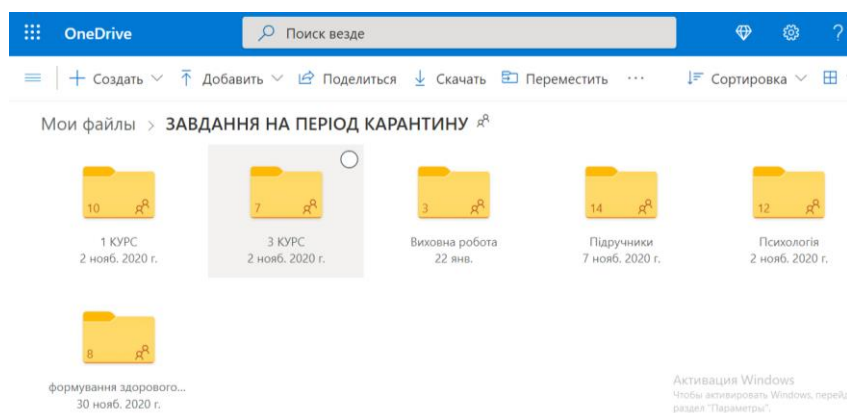 OneDrive Поиск везде ?
Создать Добавить Поделиться Скачать Переместить ··· Сортировка
Мои файлы > ЗАВДАННЯ НА ПЕРІОД КАРАНТИНУ
10 7 3 14 12
1 КУРС 3 КУРС Виховна робота Підручники Психологія
2 нояб. 2020 г. 2 нояб. 2020 г. 22 янв. 7 нояб. 2020 г. 2 нояб. 2020 г.
8
формування здорового...
30 нояб. 2020 г.
Активация Windows
Чтобы активировать Windows, перейд
раздел "Параметры".